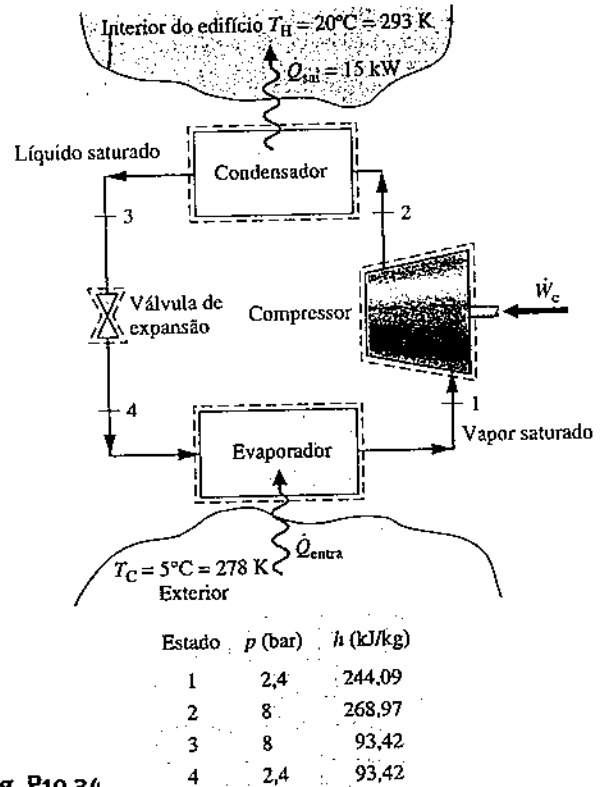 Interior do edifício T_H = 20°C = 293 K
Q̇_sai = 15 kW
Líquido saturado
Condensador
3
2
Válvula de
expansão
Compressor
Ẇ_c
4
1
Evaporador
Vapor saturado
Q̇_entra
T_C = 5°C = 278 K
Exterior
Estado p (bar) h (kJ/kg)
1 2,4 244,09
2 8 268,97
3 8 93,42
4 2,4 93,42